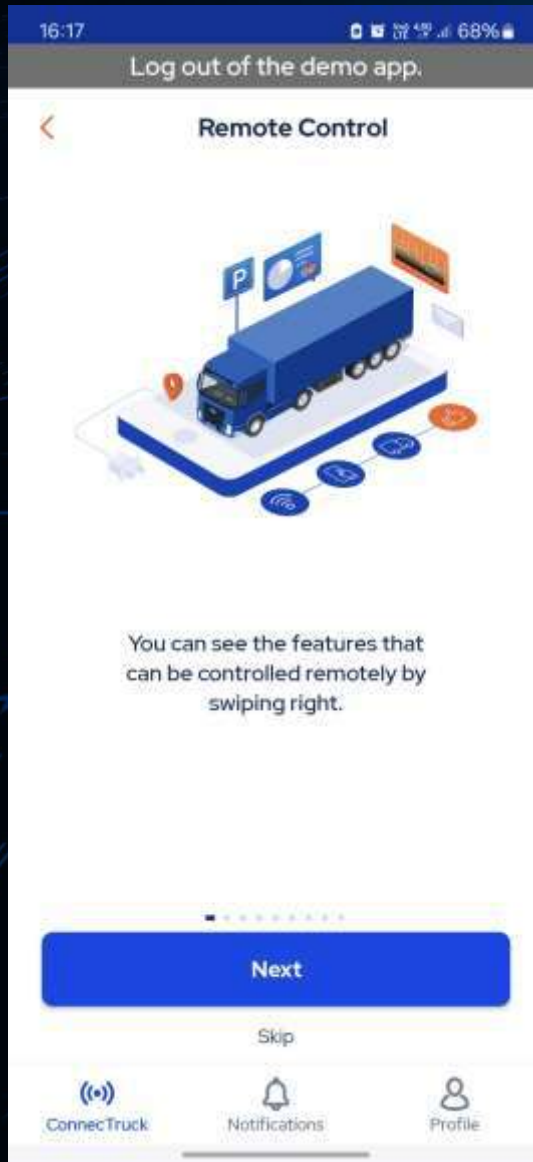 16:17
68%
Log out of the demo app.
Remote Control
P
You can see the features that
can be controlled remotely by
swiping right.
Next
Skip
ConnecTruck
Notifications
Profile